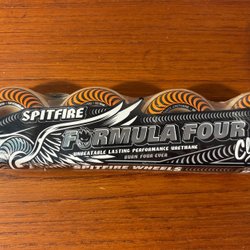 SPITFIRE
FORMULA FOUR
UNBEATABLE LASTING PERFORMANCE URETHANE
BURN FOUR EVER
SPITFIRE WHEELS